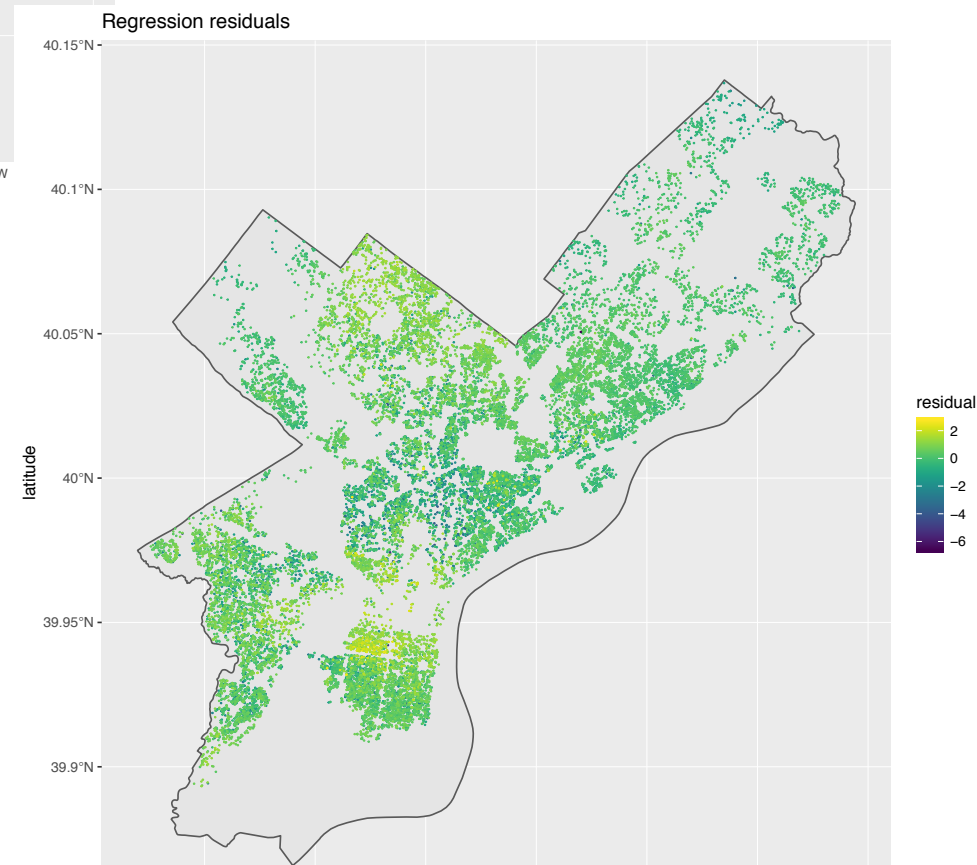 Regression residuals
40.15°N
w
40.1°N
40.05°N
residual
2
latitude
0
40°N
−2
−4
−6
39.95°N
39.9°N